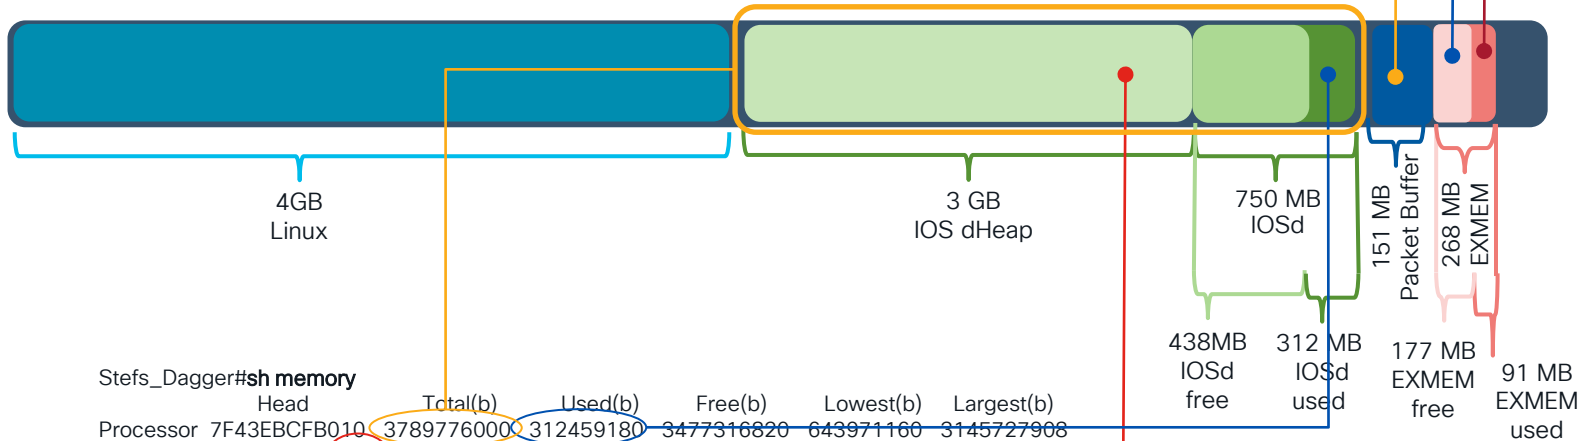 4GB
Linux
3 GB
IOS dHeap
750 MB
IOSd
151 MB
Packet Buffer
268 MB
EXMEM
438MB
IOSd
free
312 MB
IOSd
used
177 MB
EXMEM
free
91 MB
EXMEM
used
Stefs_Dagger#sh memory
Head Total(b) Used(b) Free(b) Lowest(b) Largest(b)
Processor 7F43EBCFB010 3789776000 312459180 3477316820 643971160 3145727908